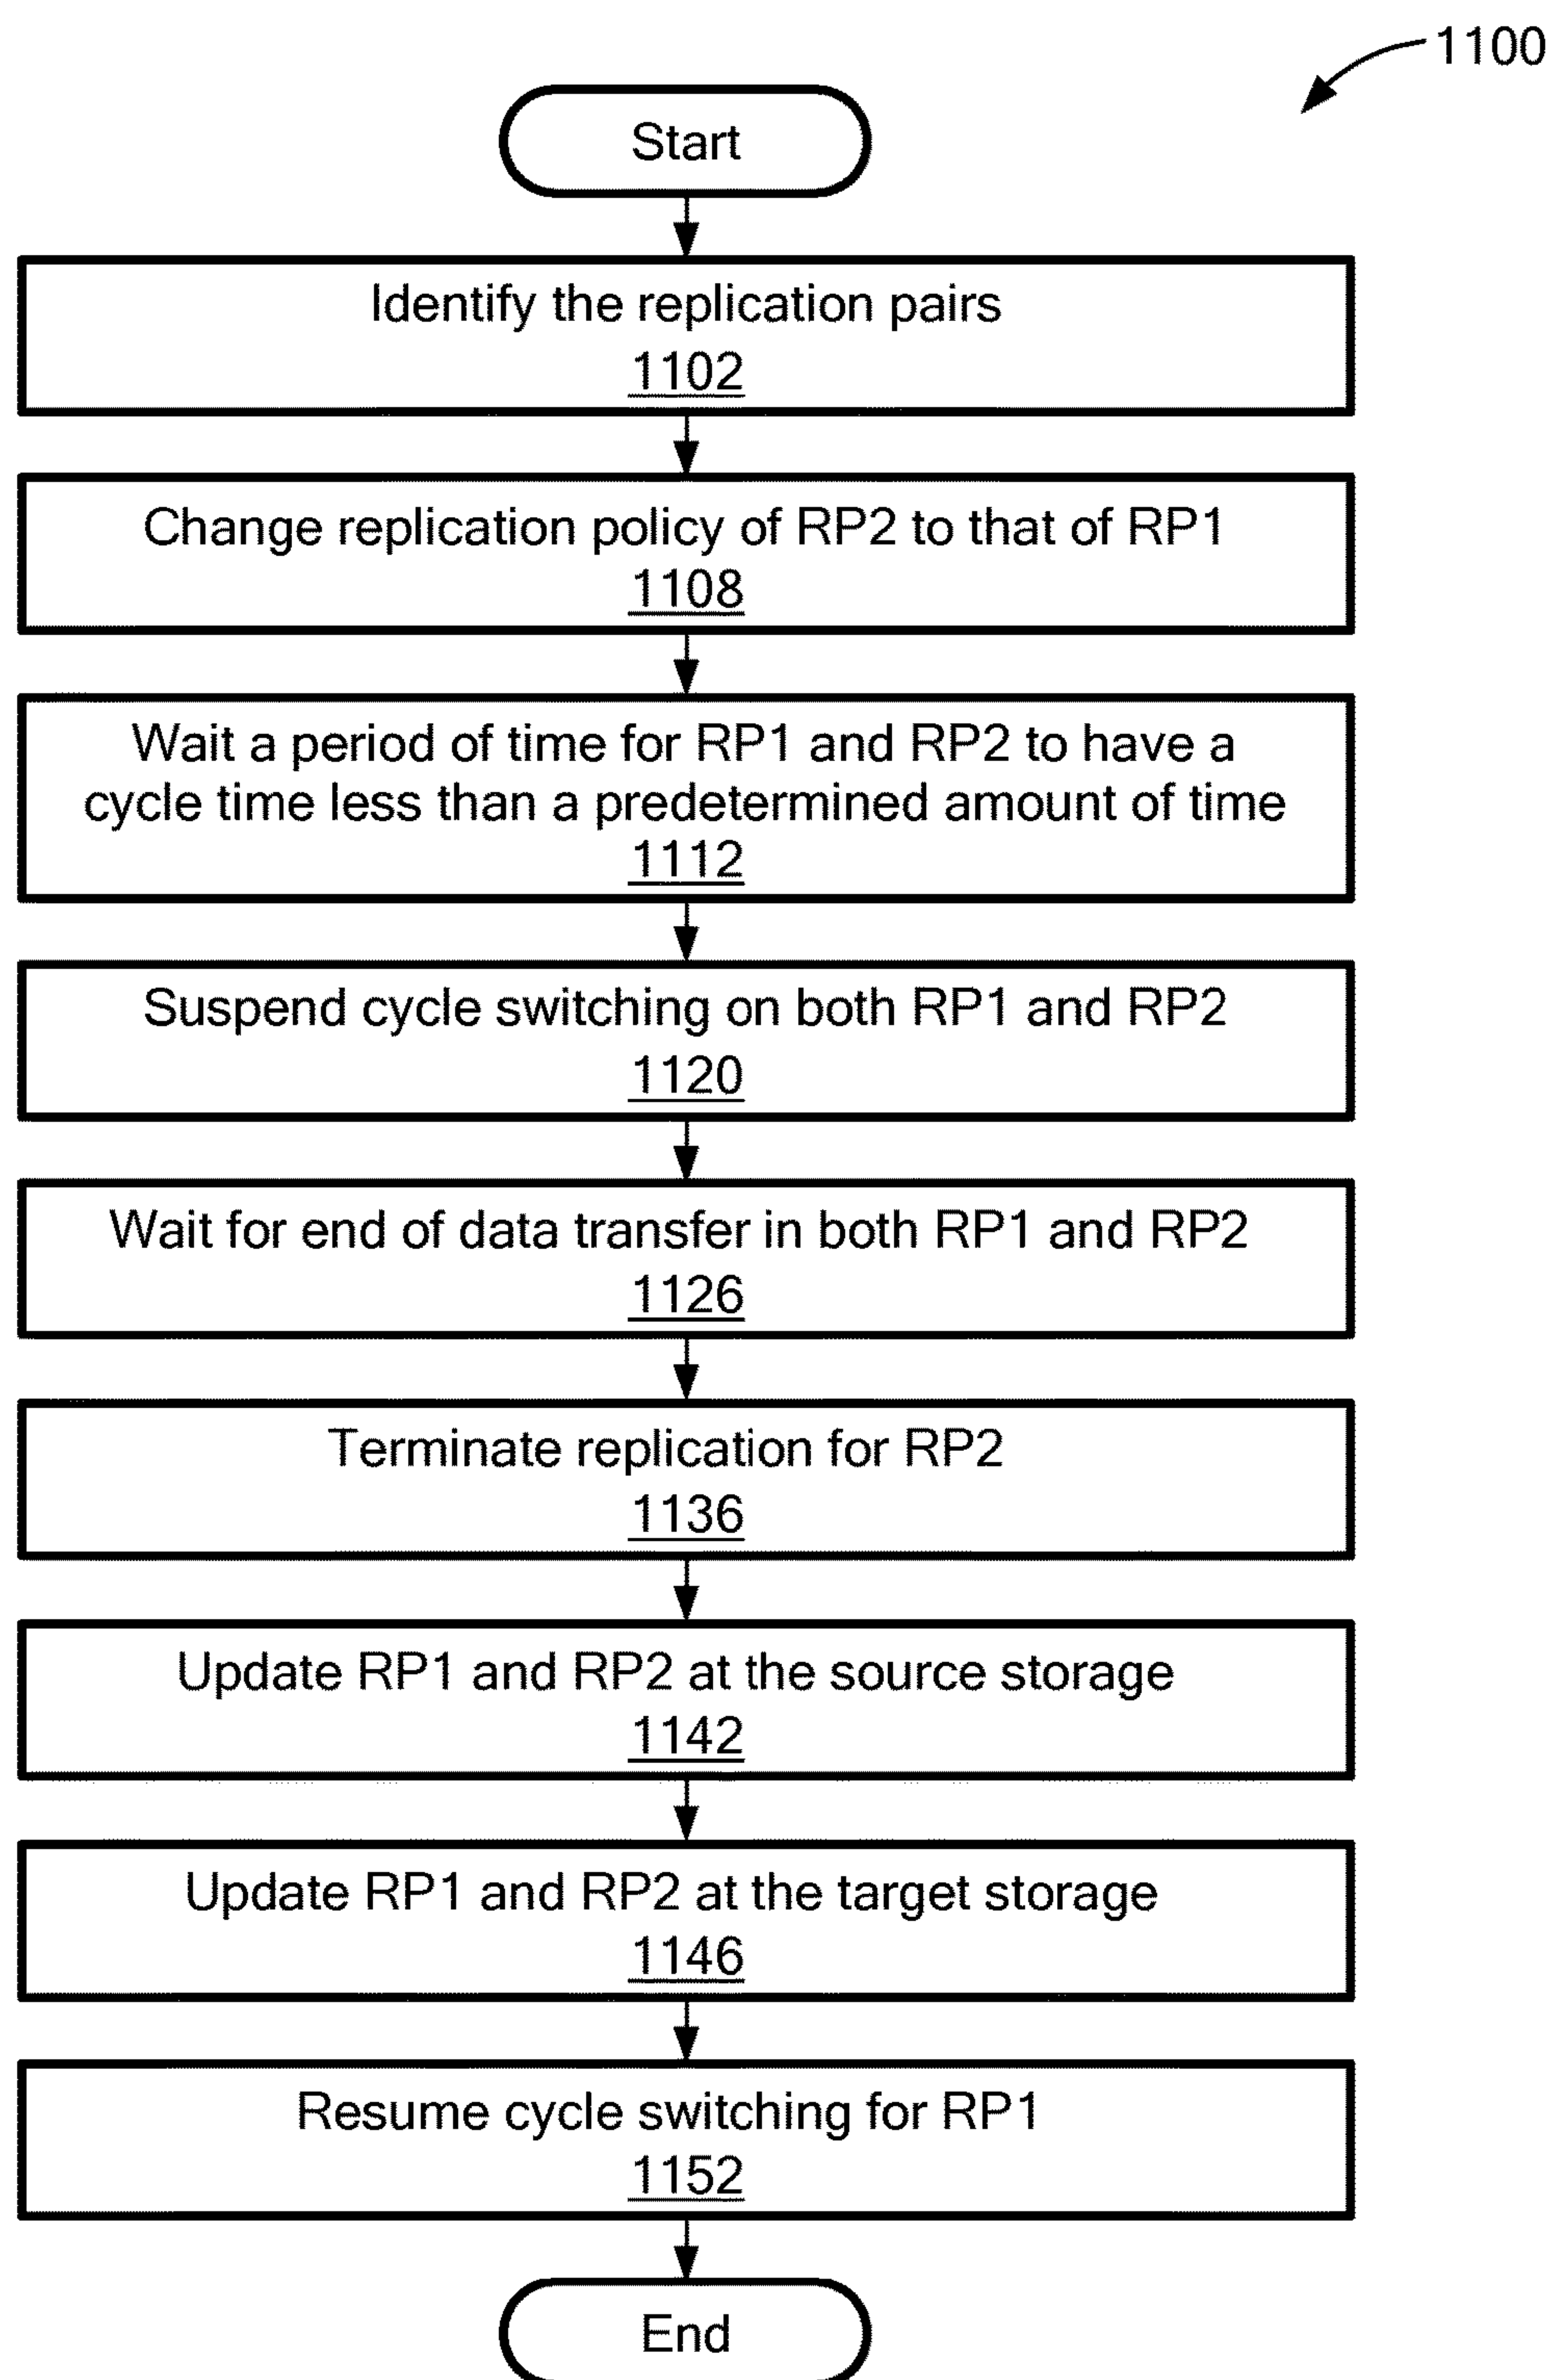 1100
Start
Identify the replication pairs
1102
Change replication policy of RP2 to that of RP1
1108
Wait a period of time for RP1 and RP2 to have a
cycle time less than a predetermined amount of time
1112
Suspend cycle switching on both RP1 and RP2
1120
Wait for end of data transfer in both RP1 and RP2
1126
Terminate replication for RP2
1136
Update RP1 and RP2 at the source storage
1142
Update RP1 and RP2 at the target storage
1146
Resume cycle switching for RP1
1152
End